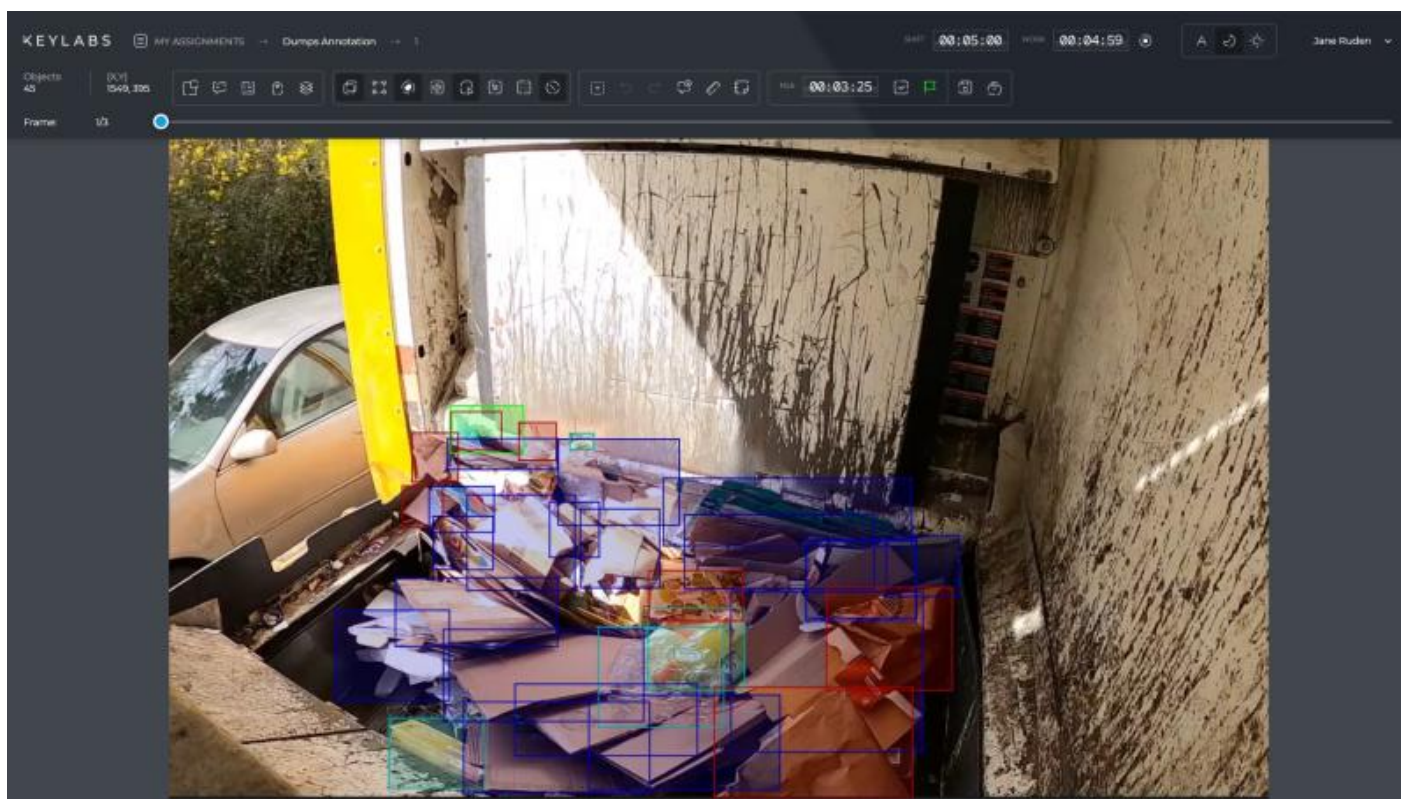 KEYLABS MY ASSIGNMENTS → Dumps Annotation → 1 00:05:00 00:04:59 A Jane Ruden
Objects 45 (X,Y) 1549, 395 00:03:25
Frame: 1/3